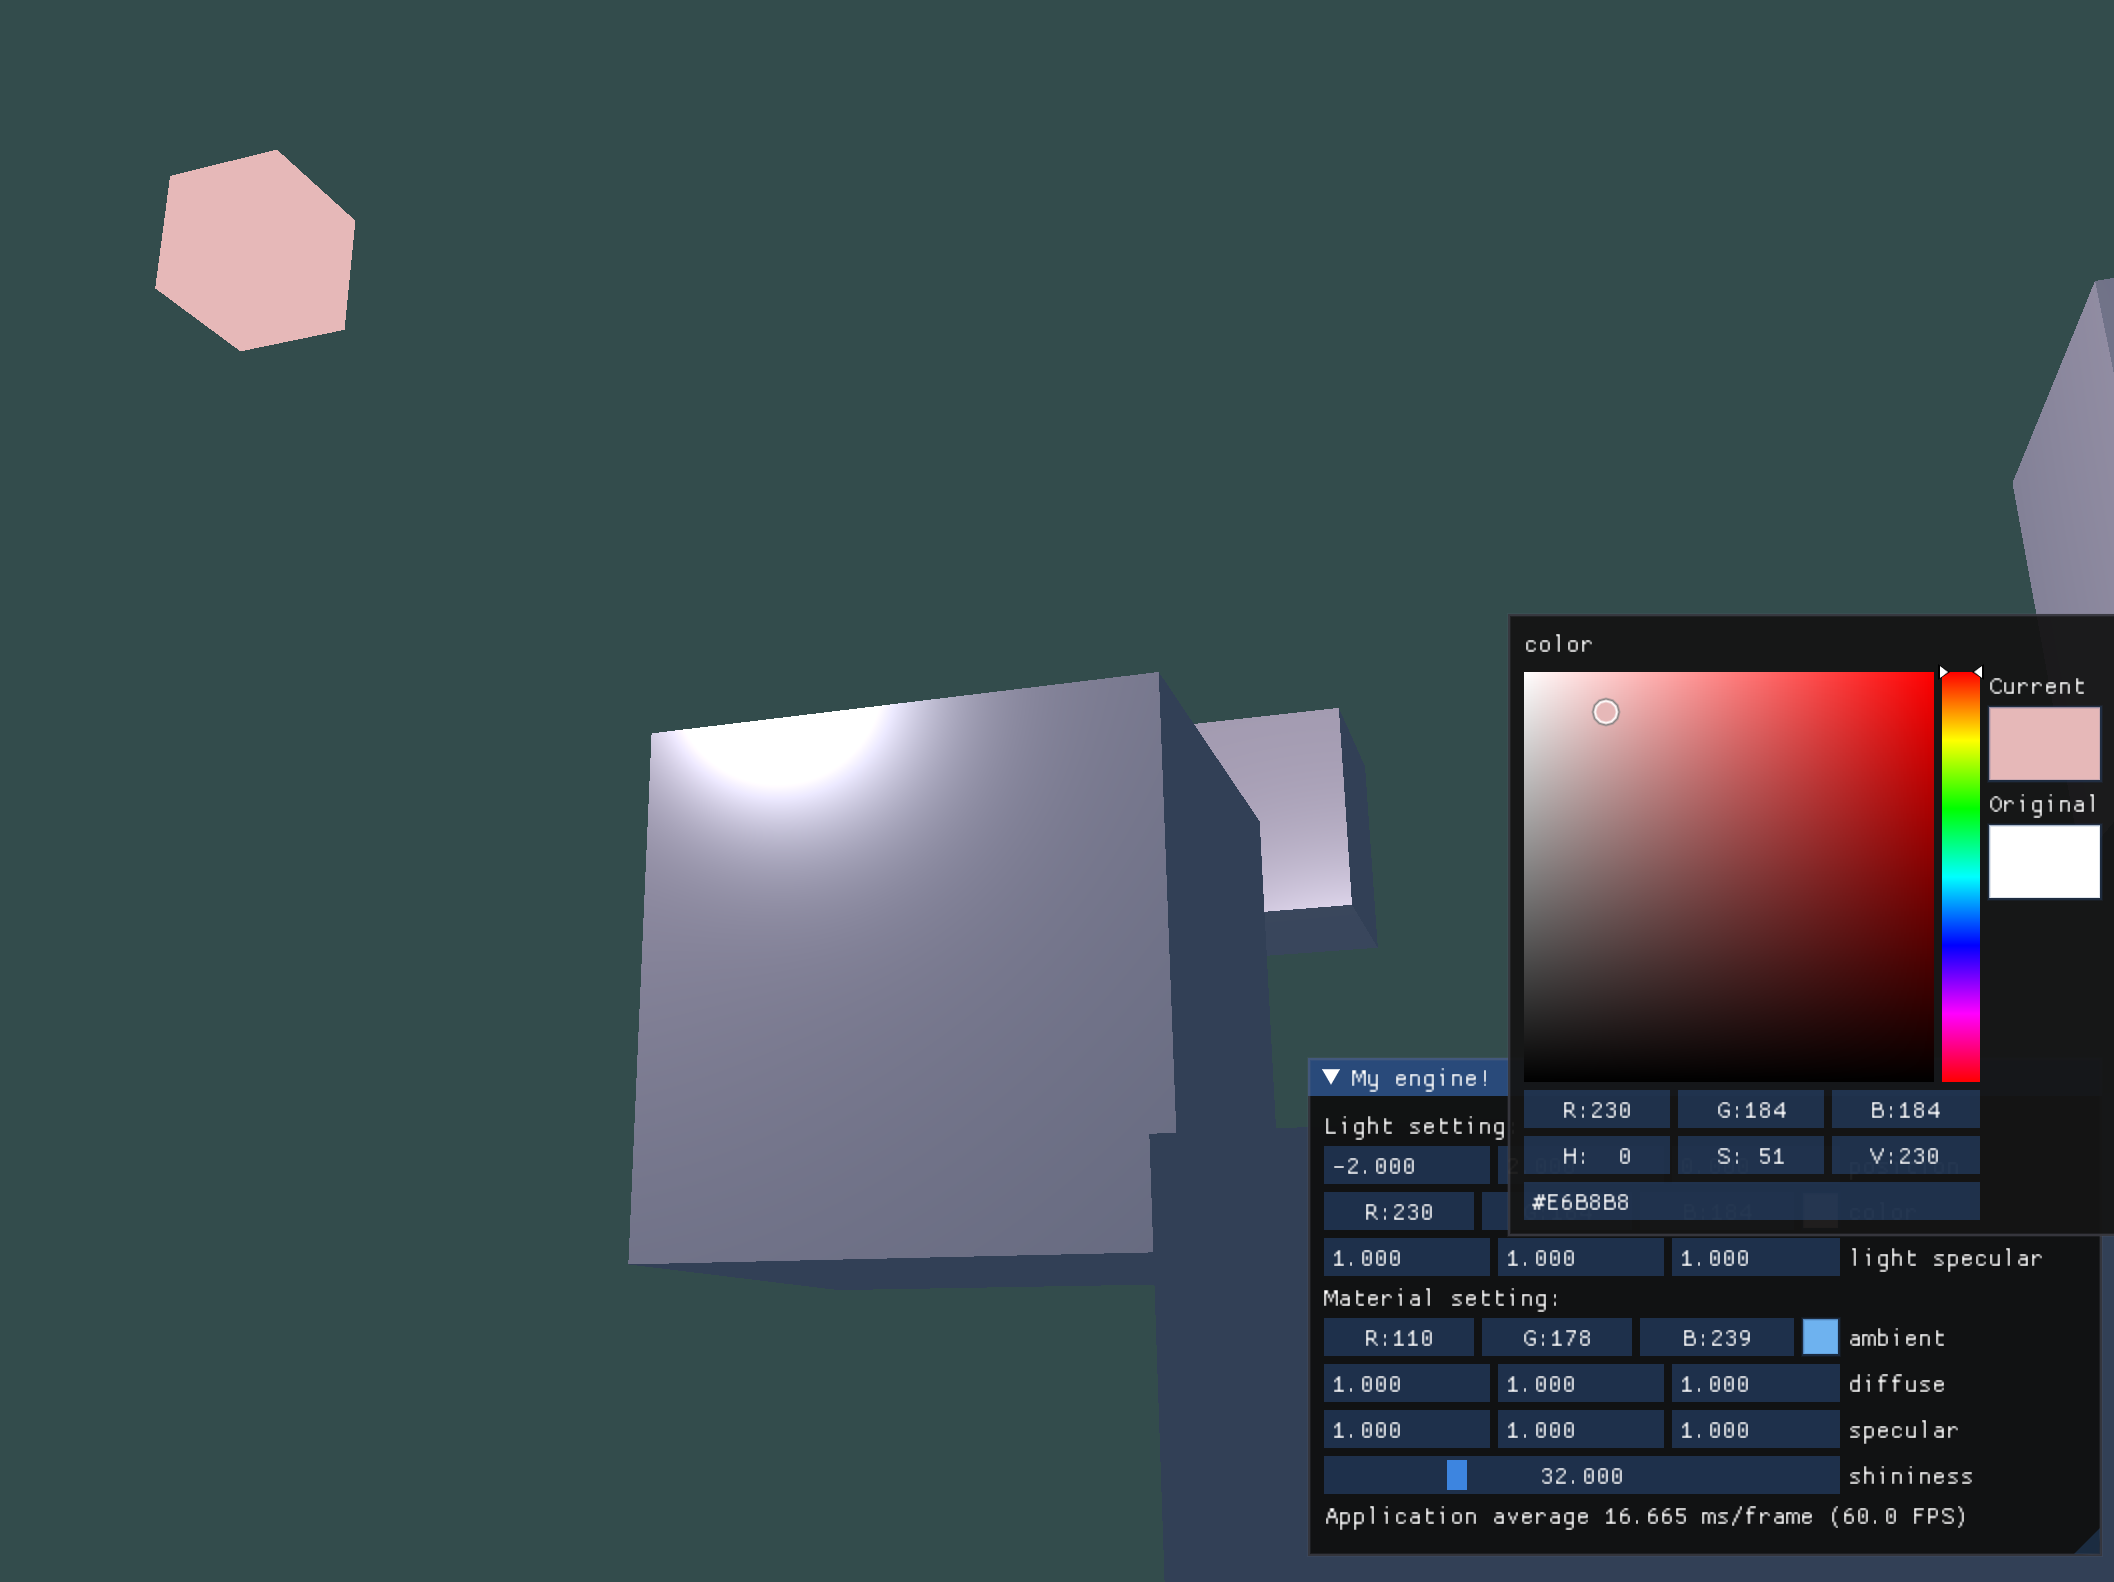 color
Current
Original
My engine!
R:230 G:184 B:184
Light setting
H: 0 S: 51 V:230
-2.000
#E6B8B8
R:230 B:184 color
1.000 1.000 1.000 light specular
Material setting:
R:110 G:178 B:239 ambient
1.000 1.000 1.000 diffuse
1.000 1.000 1.000 specular
32.000 shininess
Application average 16.665 ms/frame (60.0 FPS)